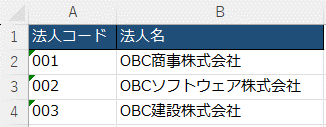 A B
1 法人コード 法人名
2 001 OBC商事株式会社
3 002 OBCソフトウェア株式会社
4 003 OBC建設株式会社